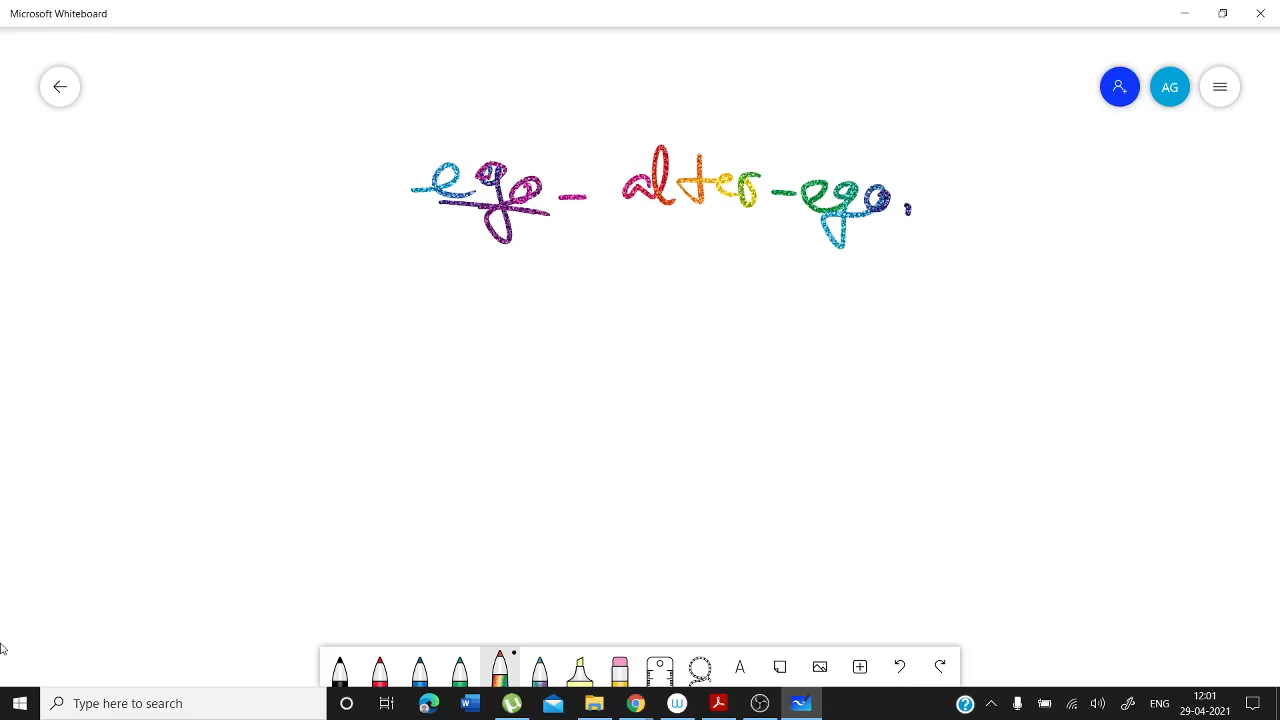 Microsoft Whiteboard
AG
ego - alter-ego.
A
Type here to search
W
ENG
12:01
29-04-2021